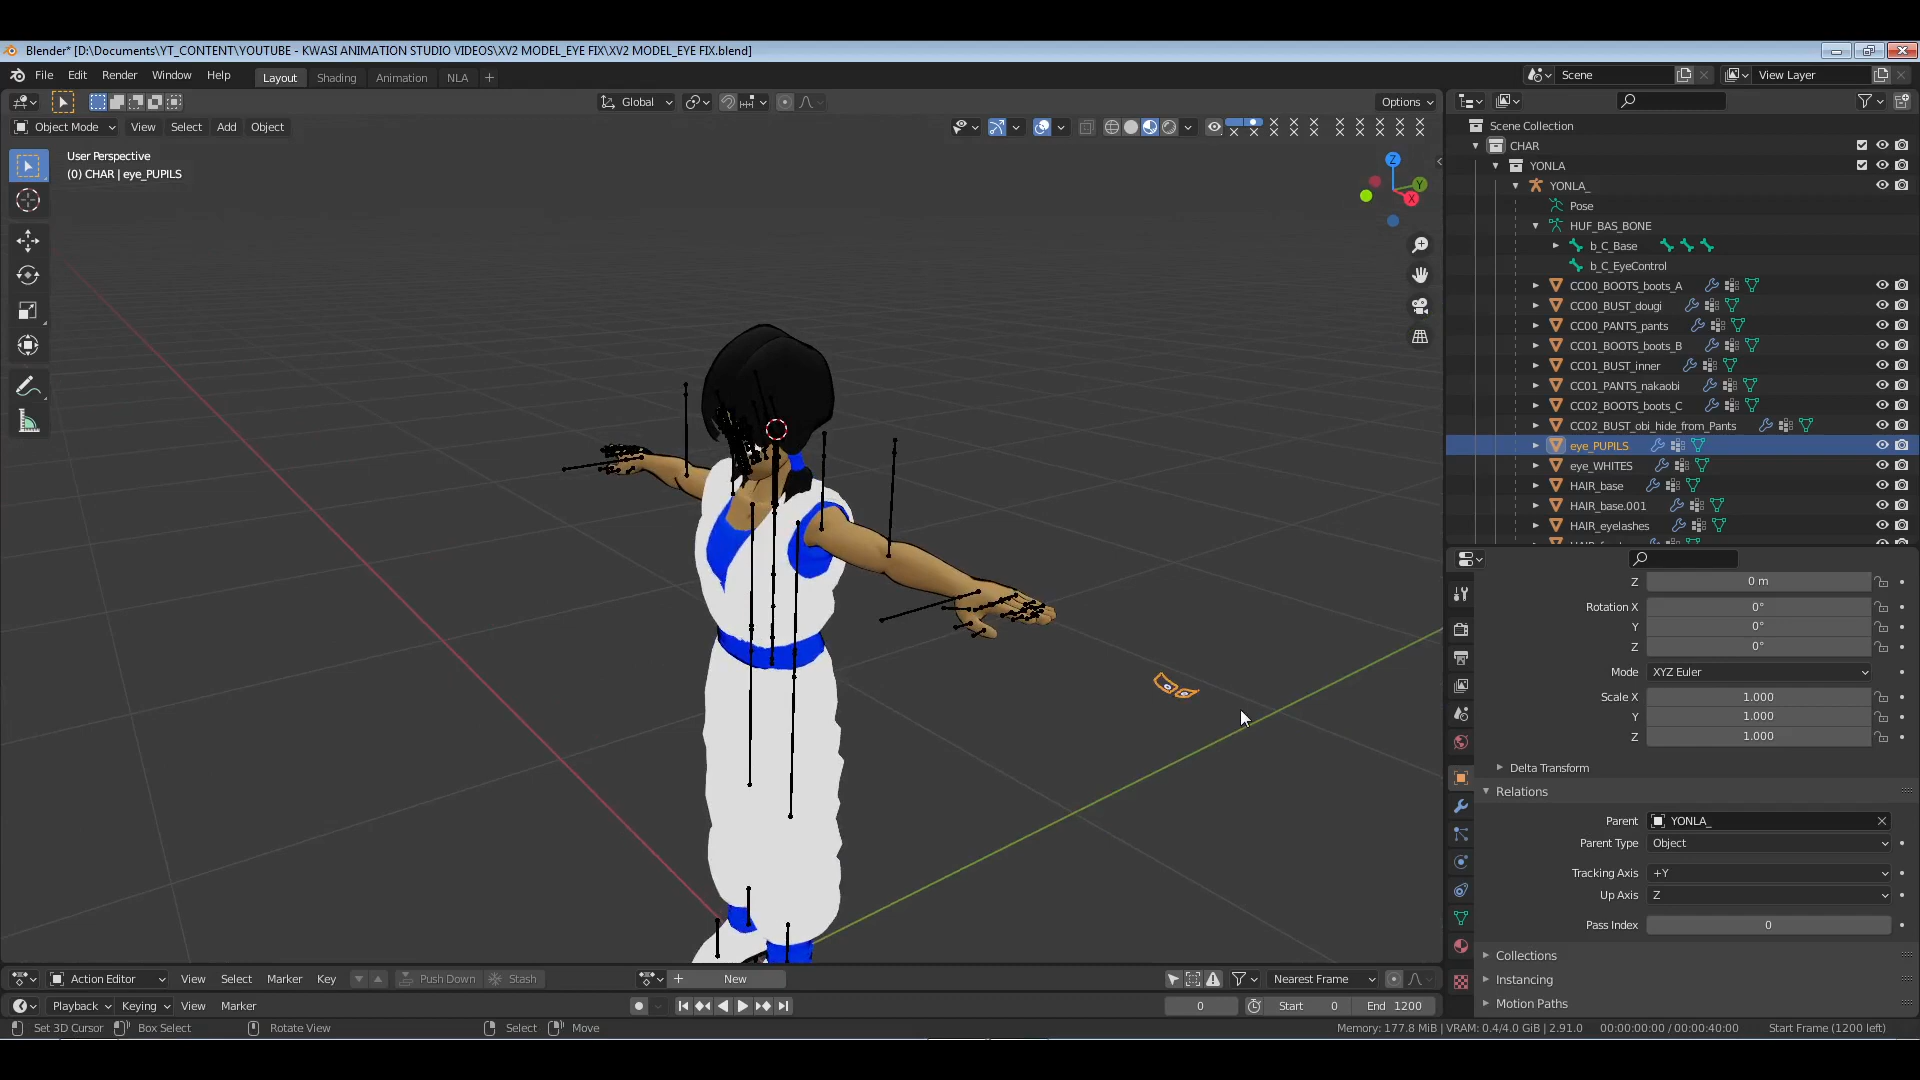 Blender* [D:\Documents\YT_CONTENT\YOUTUBE - KWASI ANIMATION STUDIO VIDEOS\XV2 MODEL_EYE FIX\XV2 MODEL_EYE FIX.blend]
File Edit Render Window Help Layout Shading Animation NLA + Scene View Layer
Global Options
Object Mode View Select Add Object
User Perspective
(0) CHAR | eye_PUPILS
Z
Y
X
Scene Collection
CHAR
YONLA
YONLA_
Pose
HUF_BAS_BONE
b_C_Base
b_C_EyeControl
CC00_BOOTS_boots_A
CC00_BUST_dougi
CC00_PANTS_pants
CC01_BOOTS_boots_B
CC01_BUST_inner
CC01_PANTS_nakaobi
CC02_BOOTS_boots_C
CC02_BUST_obi_hide_from_Pants
eye_PUPILS
eye_WHITES
HAIR_base
HAIR_base.001
HAIR_eyelashes
Z 0 m
Rotation X 0°
Y 0°
Z 0°
Mode XYZ Euler
Scale X 1.000
Y 1.000
Z 1.000
Delta Transform
Relations
Parent YONLA_
Parent Type Object
Tracking Axis +Y
Up Axis Z
Pass Index 0
Collections
Instancing
Motion Paths
Action Editor View Select Marker Key Push Down Stash + New Nearest Frame
Playback Keying View Marker 0 Start 0 End 1200
Set 3D Cursor Box Select Rotate View Select Move Memory: 177.8 MiB | VRAM: 0.4/4.0 GiB | 2.91.0 00:00:00:00 / 00:00:40:00 Start Frame (1200 left)